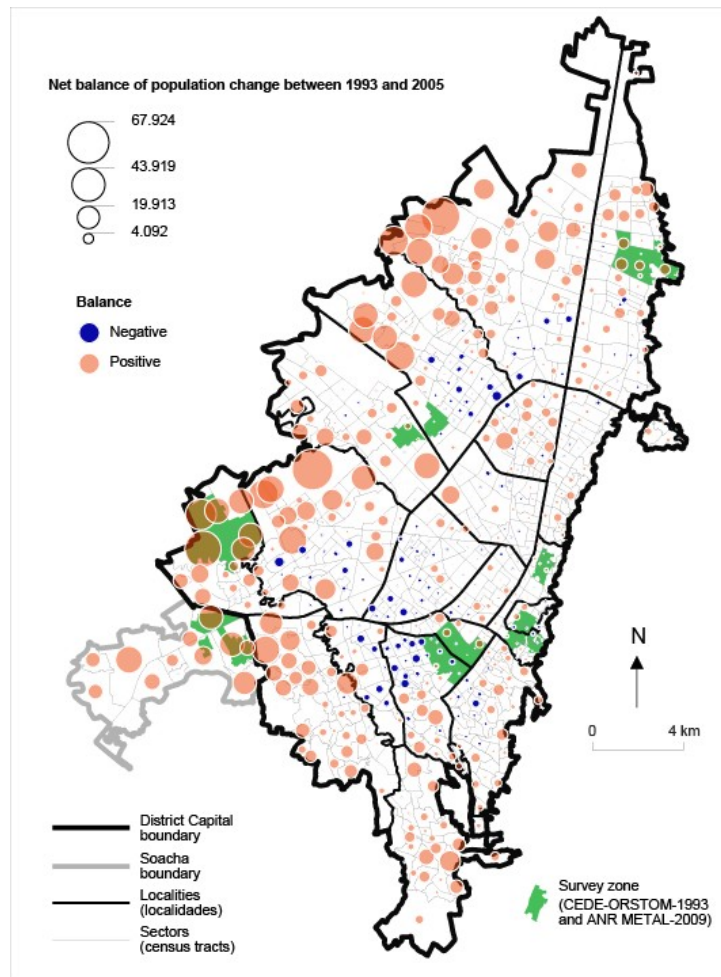 Net balance of population change between 1993 and 2005
67.924
43.919
19.913
4.092
Balance
Negative
Positive
N
0 4 km
District Capital
boundary
Soacha
boundary
Localities
(localidades)
Sectors
(census tracts)
Survey zone
(CEDE-ORSTOM-1993
and ANR METAL-2009)